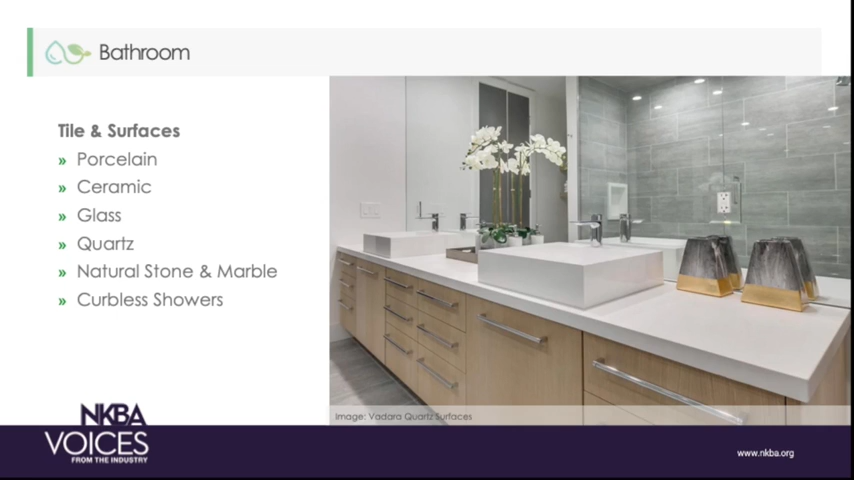 Bathroom
Tile & Surfaces
» Porcelain
» Ceramic
» Glass
» Quartz
» Natural Stone & Marble
» Curbless Showers
Image: Vadara Quartz Surfaces
NKBA
VOICES
FROM THE INDUSTRY
www.nkba.org